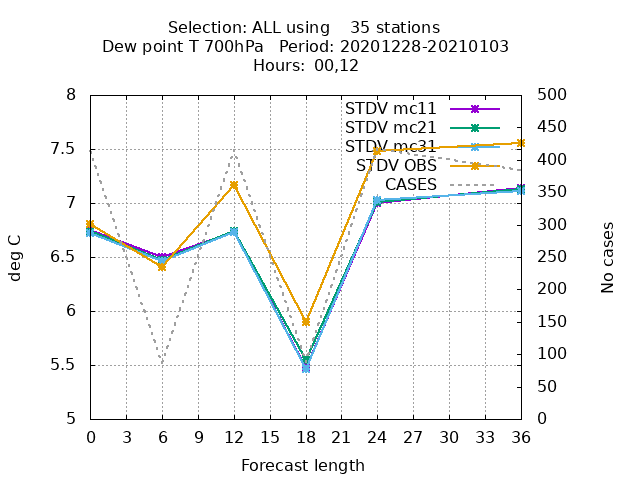 Selection: ALL using    35 stations
Dew point T 700hPa   Period: 20201228-20210103
Hours:  00,12
8
7.5
7
6.5
6
5.5
5
deg C
500
450
400
350
300
250
200
150
100
50
0
No cases
STDV mc11
STDV mc21
STDV mc31
STDV OBS
CASES
0 3 6 9 12 15 18 21 24 27 30 33 36
Forecast length